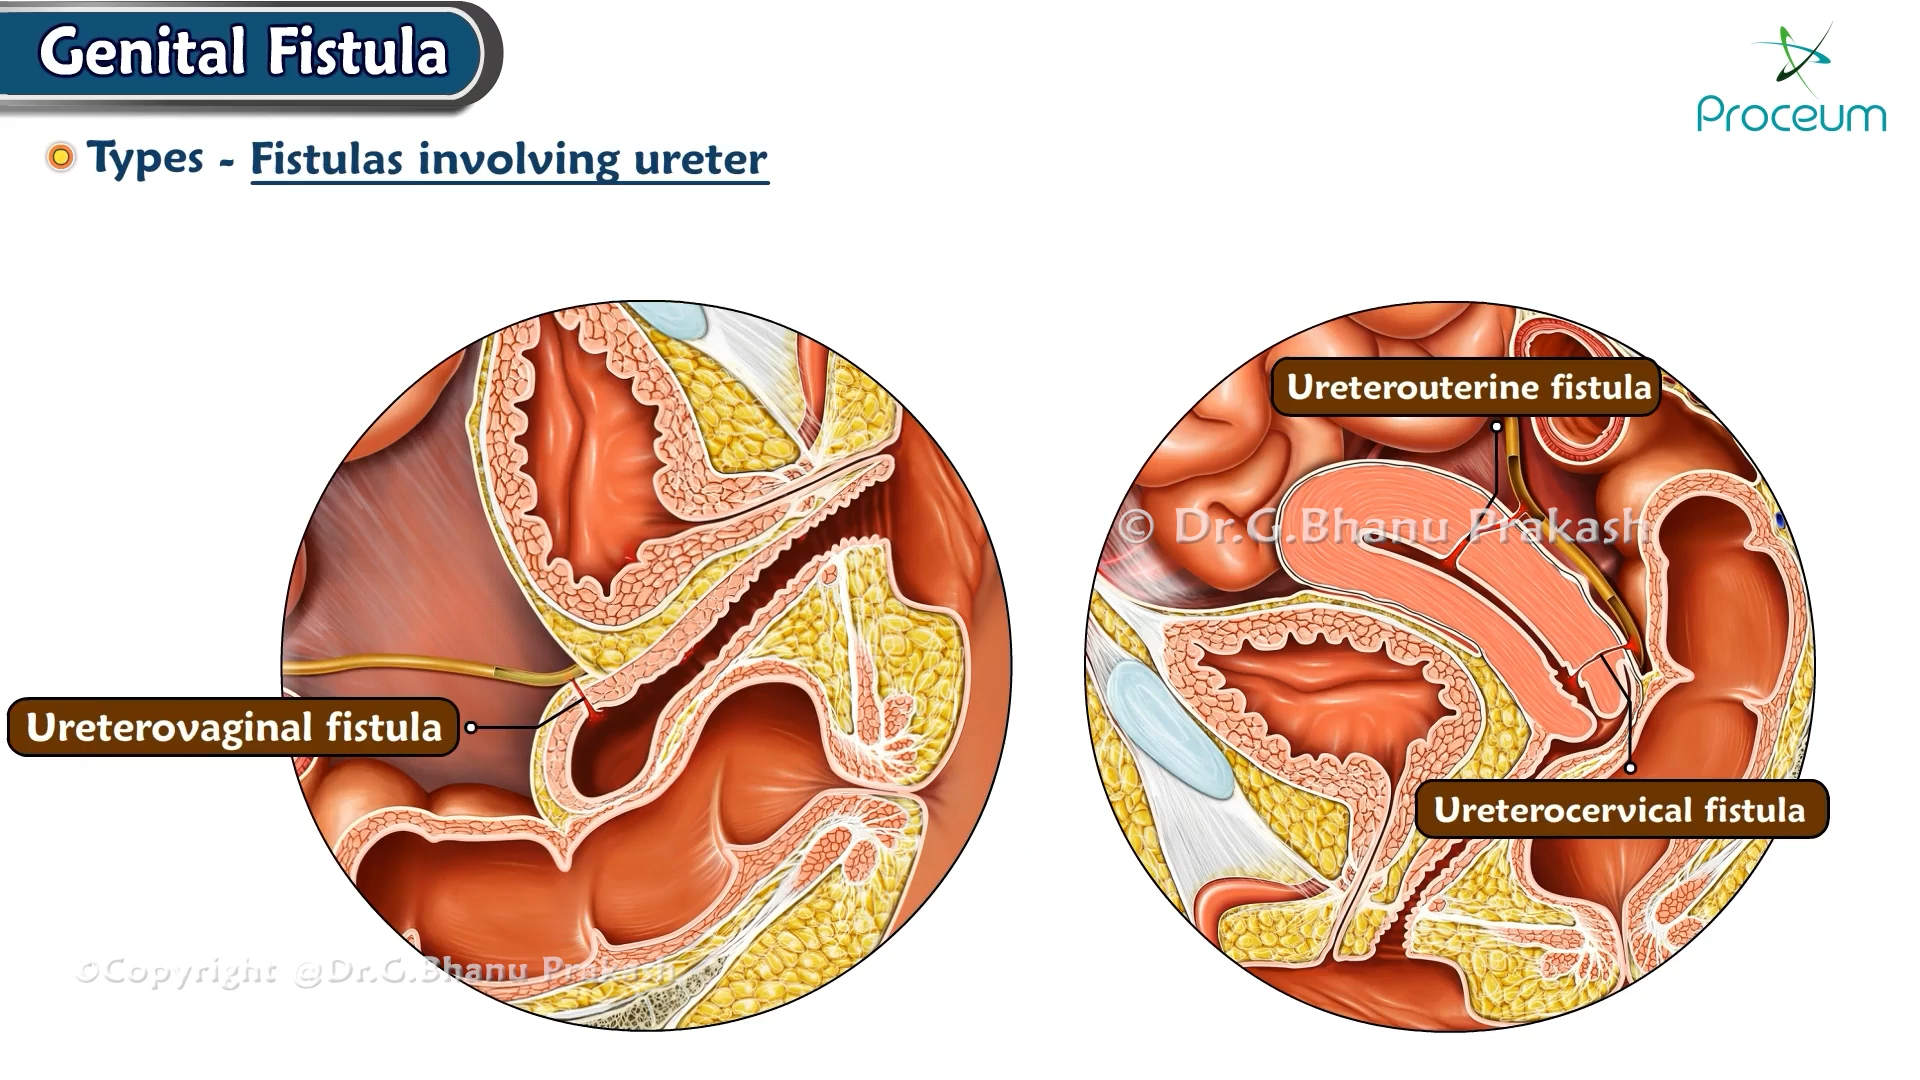 Genital Fistula
Proceum
Types - Fistulas involving ureter
Ureterouterine fistula
© Dr.G.Bhanu Prakash
Ureterovaginal fistula
Ureterocervical fistula
©Copyright @Dr.G.Bhanu Prakash